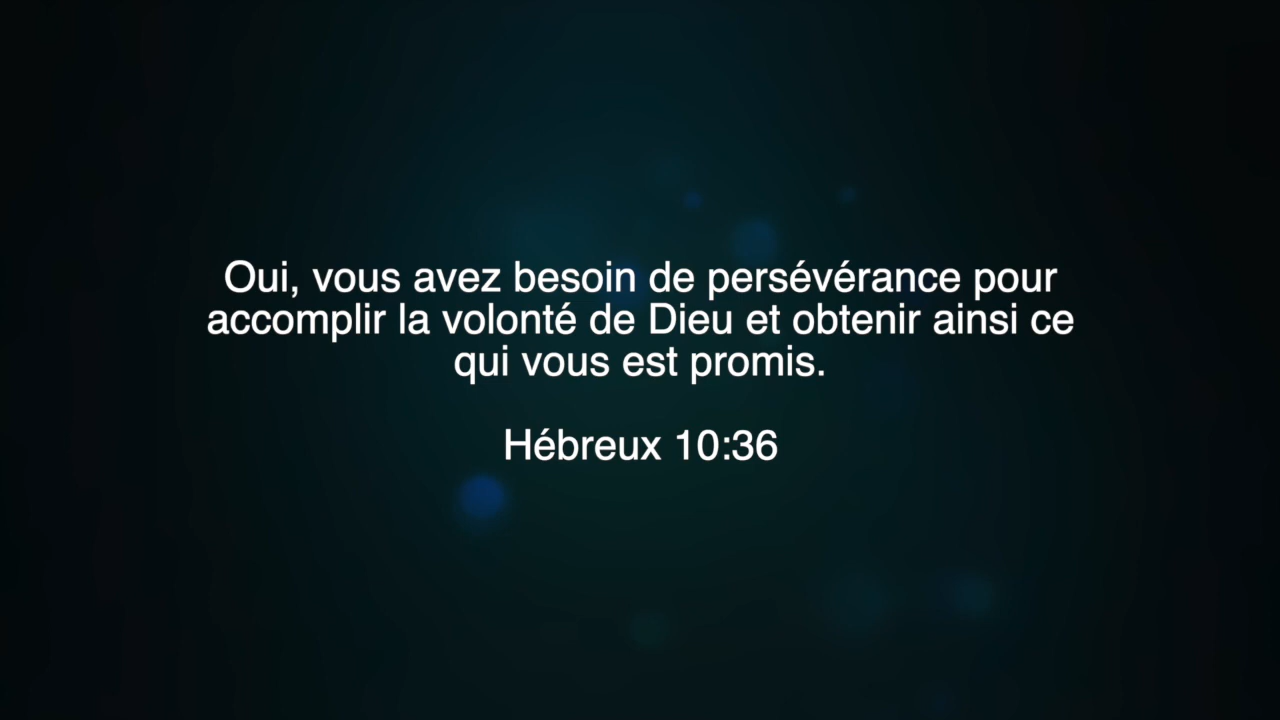 Oui, vous avez besoin de persévérance pour
accomplir la volonté de Dieu et obtenir ainsi ce
qui vous est promis.
Hébreux 10:36